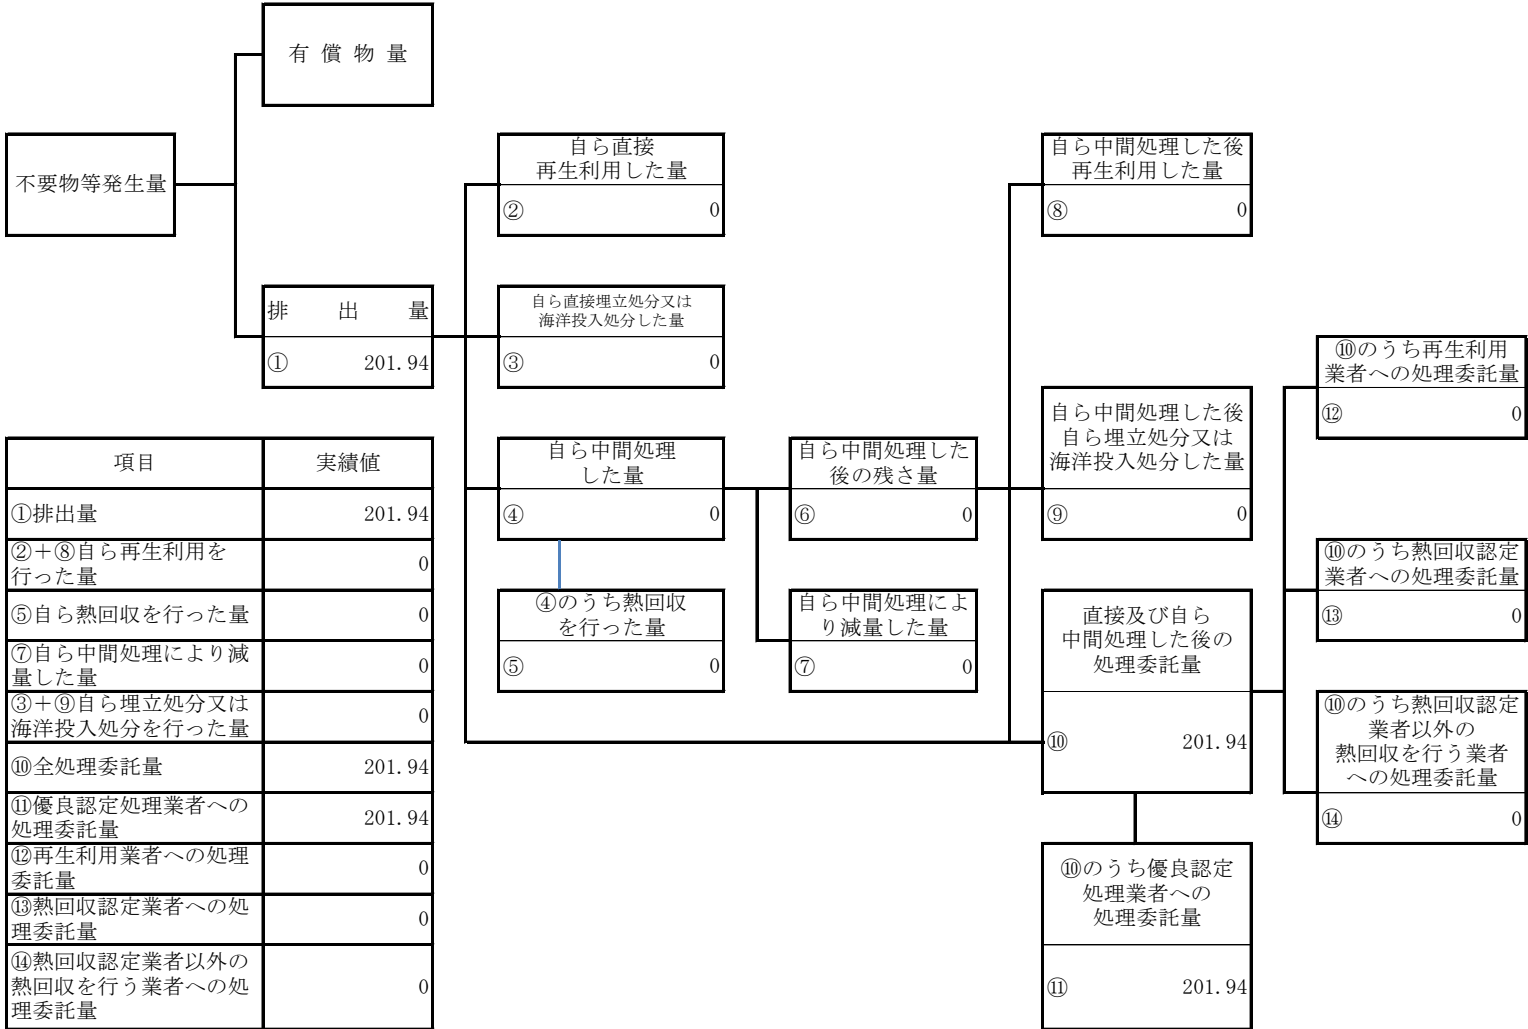 有償物量
不要物等発生量
自ら直接
再生利用した量
② 0
自ら中間処理した後
再生利用した量
⑧ 0
排出量
① 201.94
自ら直接埋立処分又は
海洋投入処分した量
③ 0
⑩のうち再生利用
業者への処理委託量
⑫ 0
自ら中間処理した量
④ 0
自ら中間処理した
後の残さ量
⑥ 0
自ら中間処理した後
自ら埋立処分又は
海洋投入処分した量
⑨ 0
⑩のうち熱回収認定
業者への処理委託量
⑬ 0
④のうち熱回収
を行った量
⑤ 0
自ら中間処理によ
り減量した量
⑦ 0
直接及び自ら
中間処理した後の
処理委託量
⑩ 201.94
⑩のうち熱回収認定
業者以外の
熱回収を行う業者
への処理委託量
⑭ 0
⑩のうち優良認定
処理業者への
処理委託量
⑪ 201.94
項目 実績値
①排出量 201.94
②+⑧自ら再生利用を
行った量 0
⑤自ら熱回収を行った量 0
⑦自ら中間処理により減
量した量 0
③+⑨自ら埋立処分又は
海洋投入処分を行った量 0
⑩全処理委託量 201.94
⑪優良認定処理業者への
処理委託量 201.94
⑫再生利用業者への処理
委託量 0
⑬熱回収認定業者への処
理委託量 0
⑭熱回収認定業者以外の
熱回収を行う業者への処
理委託量 0